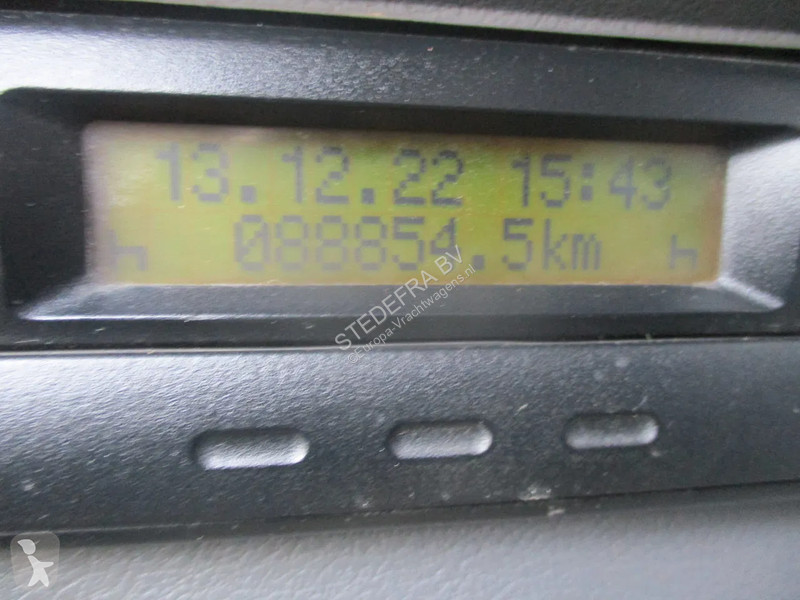 13.12.22 15:43
088854.5km
STEDEFRA BV
©Europa-Vrachtwagens.nl